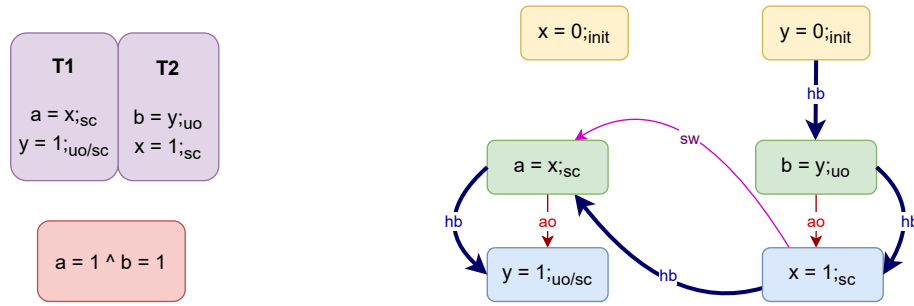 T1
a = x;sc
y = 1;uo/sc
T2
b = y;uo
x = 1;sc
a = 1 ^ b = 1
x = 0;init
y = 0;init
hb
sw
a = x;sc
b = y;uo
hb
ao
ao
hb
hb
y = 1;uo/sc
x = 1;sc